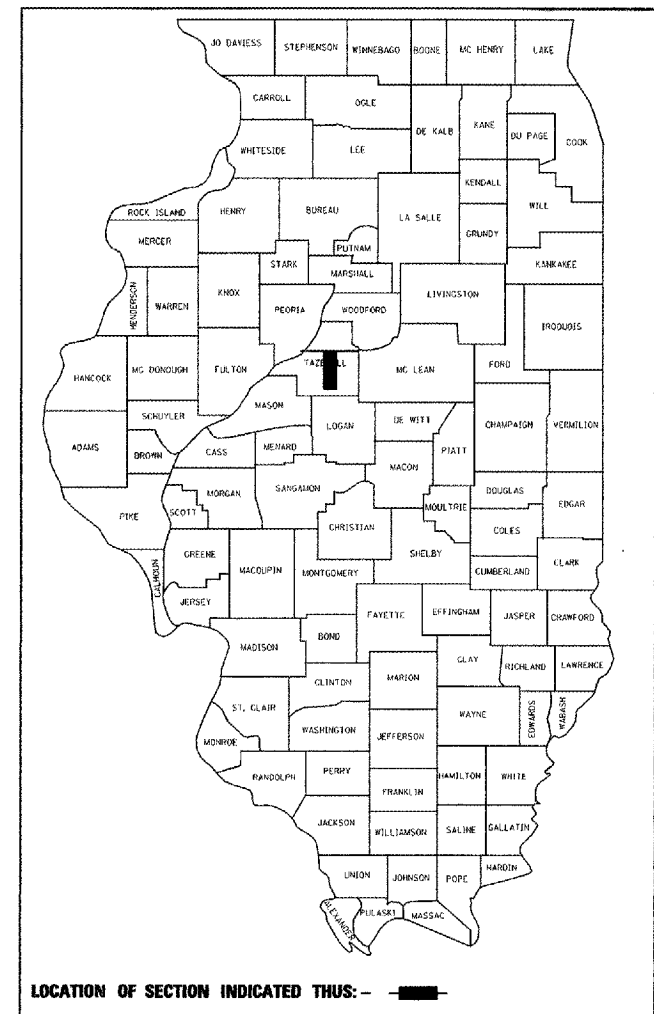 JO DAVIESS STEPHENSON WINNEBAGO BOONE MC HENRY LAKE
CARROLL OGLE DE KALB KANE DU PAGE COOK
WHITESIDE LEE KENDALL WILL
ROCK ISLAND HENRY BUREAU LA SALLE GRUNDY
MERCER PUTNAM KANKAKEE
HENDERSON WARREN KNOX STARK MARSHALL LIVINGSTON
PEORIA WOODFORD IROQUOIS
HANCOCK MC DONOUGH FULTON MC LEAN FORD
MASON
SCHUYLER LOGAN DE WITT CHAMPAIGN VERMILION
ADAMS BROWN CASS MENARD PIATT
MACON
PIKE SCOTT MORGAN SANGAMON MOULTRIE DOUGLAS EDGAR
CHRISTIAN COLES
CALHOUN GREENE MACOUPIN MONTGOMERY SHELBY CUMBERLAND CLARK
JERSEY FAYETTE EFFINGHAM JASPER CRAWFORD
MADISON BOND
CLINTON MARION CLAY RICHLAND LAWRENCE
ST. CLAIR WAYNE EDWARDS WABASH
MONROE WASHINGTON JEFFERSON
RANDOLPH PERRY HAMILTON WHITE
FRANKLIN
JACKSON WILLIAMSON SALINE GALLATIN
UNION JOHNSON POPE HARDIN
ALEXANDER PULASKI MASSAC
LOCATION OF SECTION INDICATED THUS: -